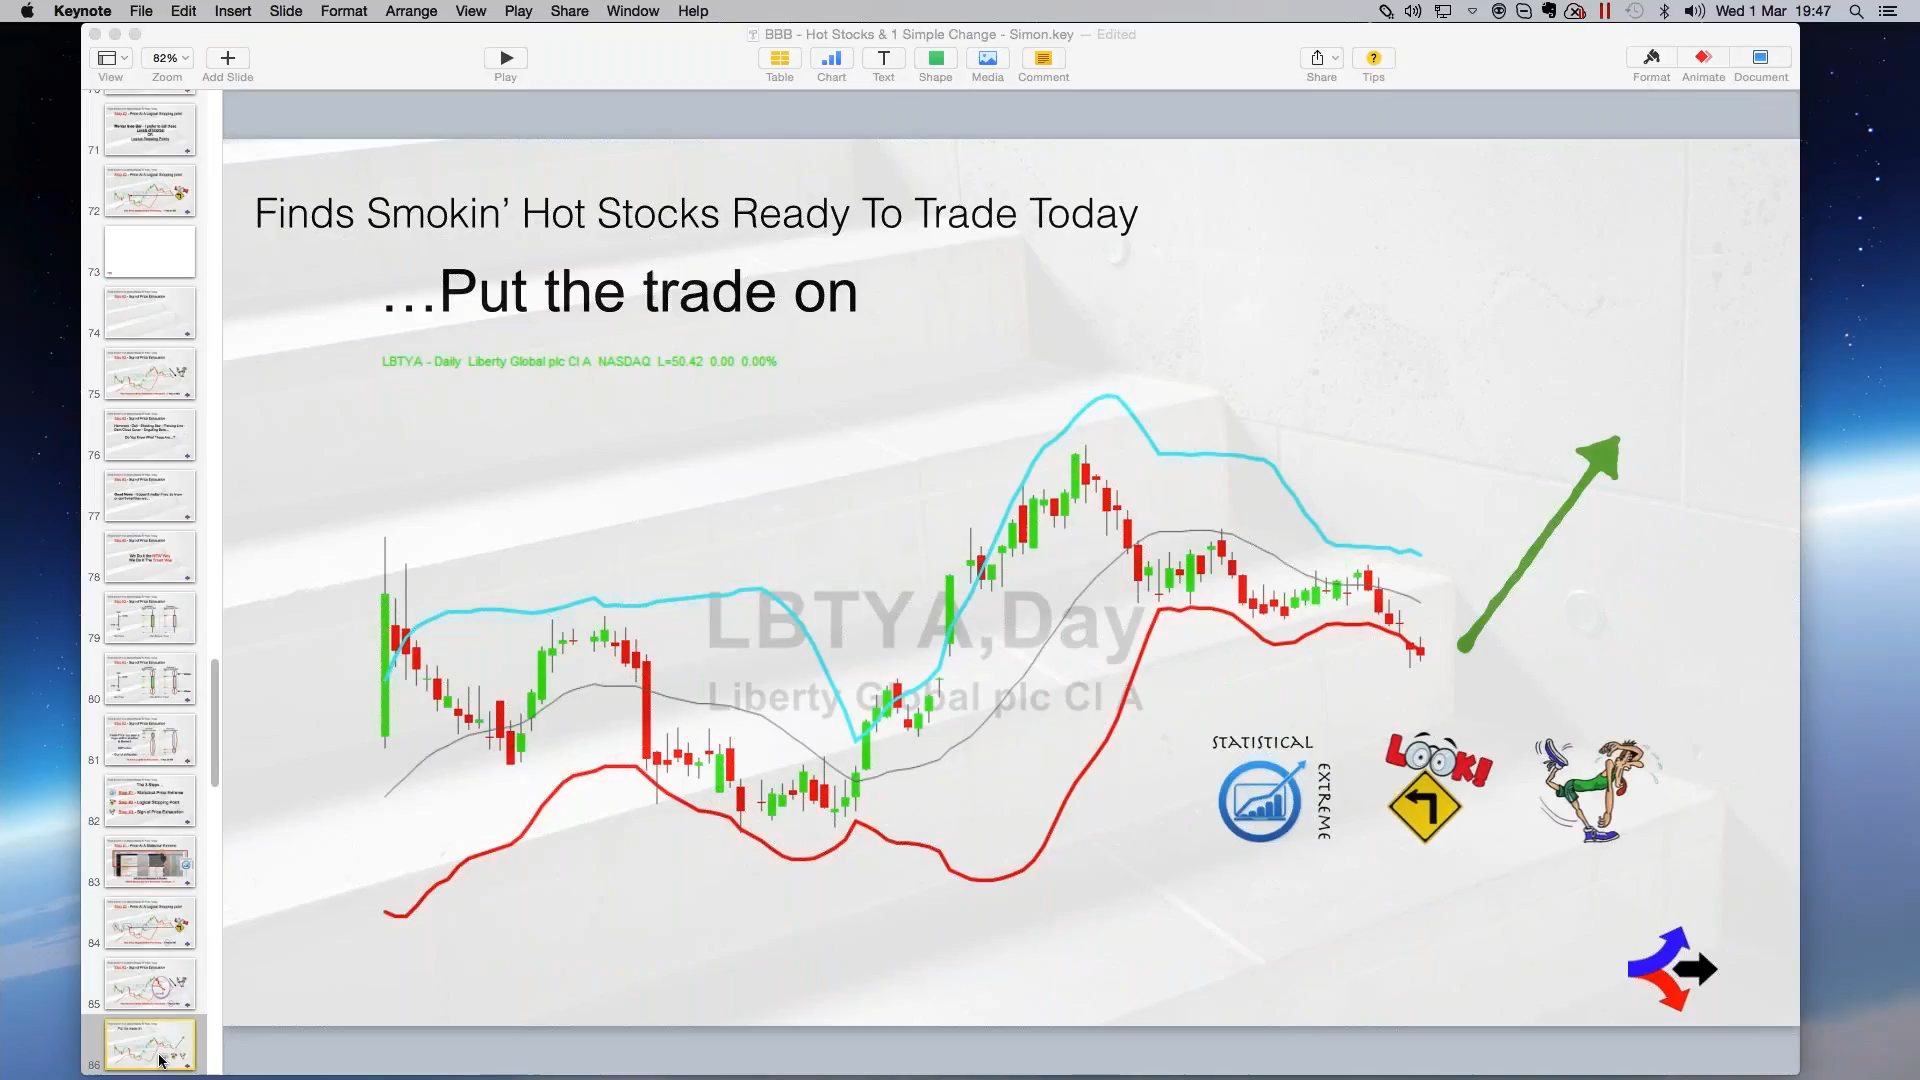 Keynote File Edit Insert Slide Format Arrange View Play Share Window Help Wed 1 Mar 19:47
BBB - Hot Stocks & 1 Simple Change - Simon.key — Edited
82%
View Zoom Add Slide Play Table Chart Text Shape Media Comment Share Tips Format Animate Document
71
72
73
74
75
76
77
78
79
80
81
82
83
84
85
86
Finds Smokin’ Hot Stocks Ready To Trade Today
…Put the trade on
LBTYA - Daily Liberty Global plc Cl A NASDAQ L=50.42 0.00 0.00%
LBTYA,Day
Liberty Global plc Cl A
STATISTICAL
EXTREME
LOOK!